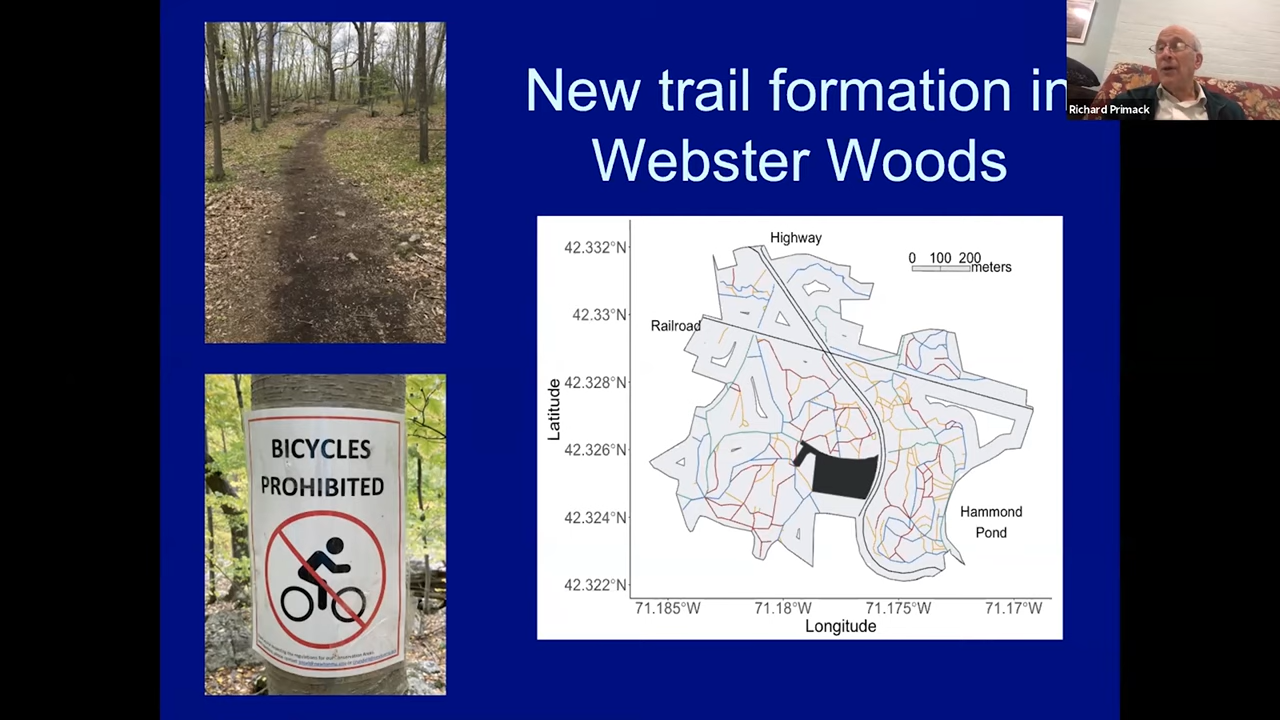 New trail formation in
Webster Woods
Richard Primack
BICYCLES
PROHIBITED
Highway
0 100 200
meters
Railroad
Hammond
Pond
42.332°N
42.33°N
42.328°N
42.326°N
42.324°N
42.322°N
Latitude
71.185°W 71.18°W 71.175°W 71.17°W
Longitude